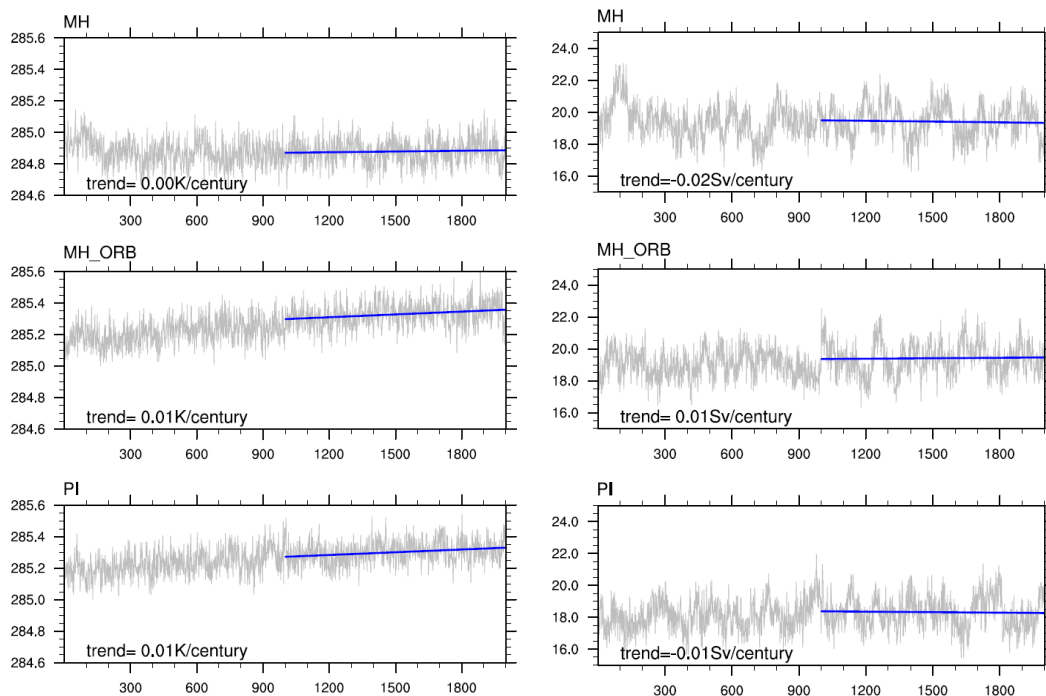 MH
285.6
285.4
285.2
285.0
284.8
284.6
trend= 0.00K/century
300 600 900 1200 1500 1800
MH
24.0
22.0
20.0
18.0
16.0
trend=-0.02Sv/century
300 600 900 1200 1500 1800
MH_ORB
285.6
285.4
285.2
285.0
284.8
284.6
trend= 0.01K/century
300 600 900 1200 1500 1800
MH_ORB
24.0
22.0
20.0
18.0
16.0
trend= 0.01Sv/century
300 600 900 1200 1500 1800
PI
285.6
285.4
285.2
285.0
284.8
284.6
trend= 0.01K/century
300 600 900 1200 1500 1800
PI
24.0
22.0
20.0
18.0
16.0
trend=-0.01Sv/century
300 600 900 1200 1500 1800